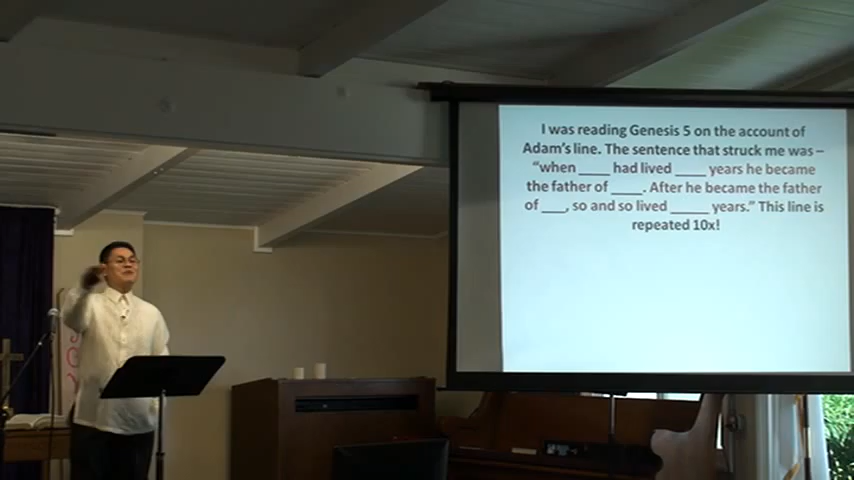 I was reading Genesis 5 on the account of
Adam's line. The sentence that struck me was –
"when ____ had lived ____ years he became
the father of ____. After he became the father
of ___, so and so lived _____ years." This line is
repeated 10x!